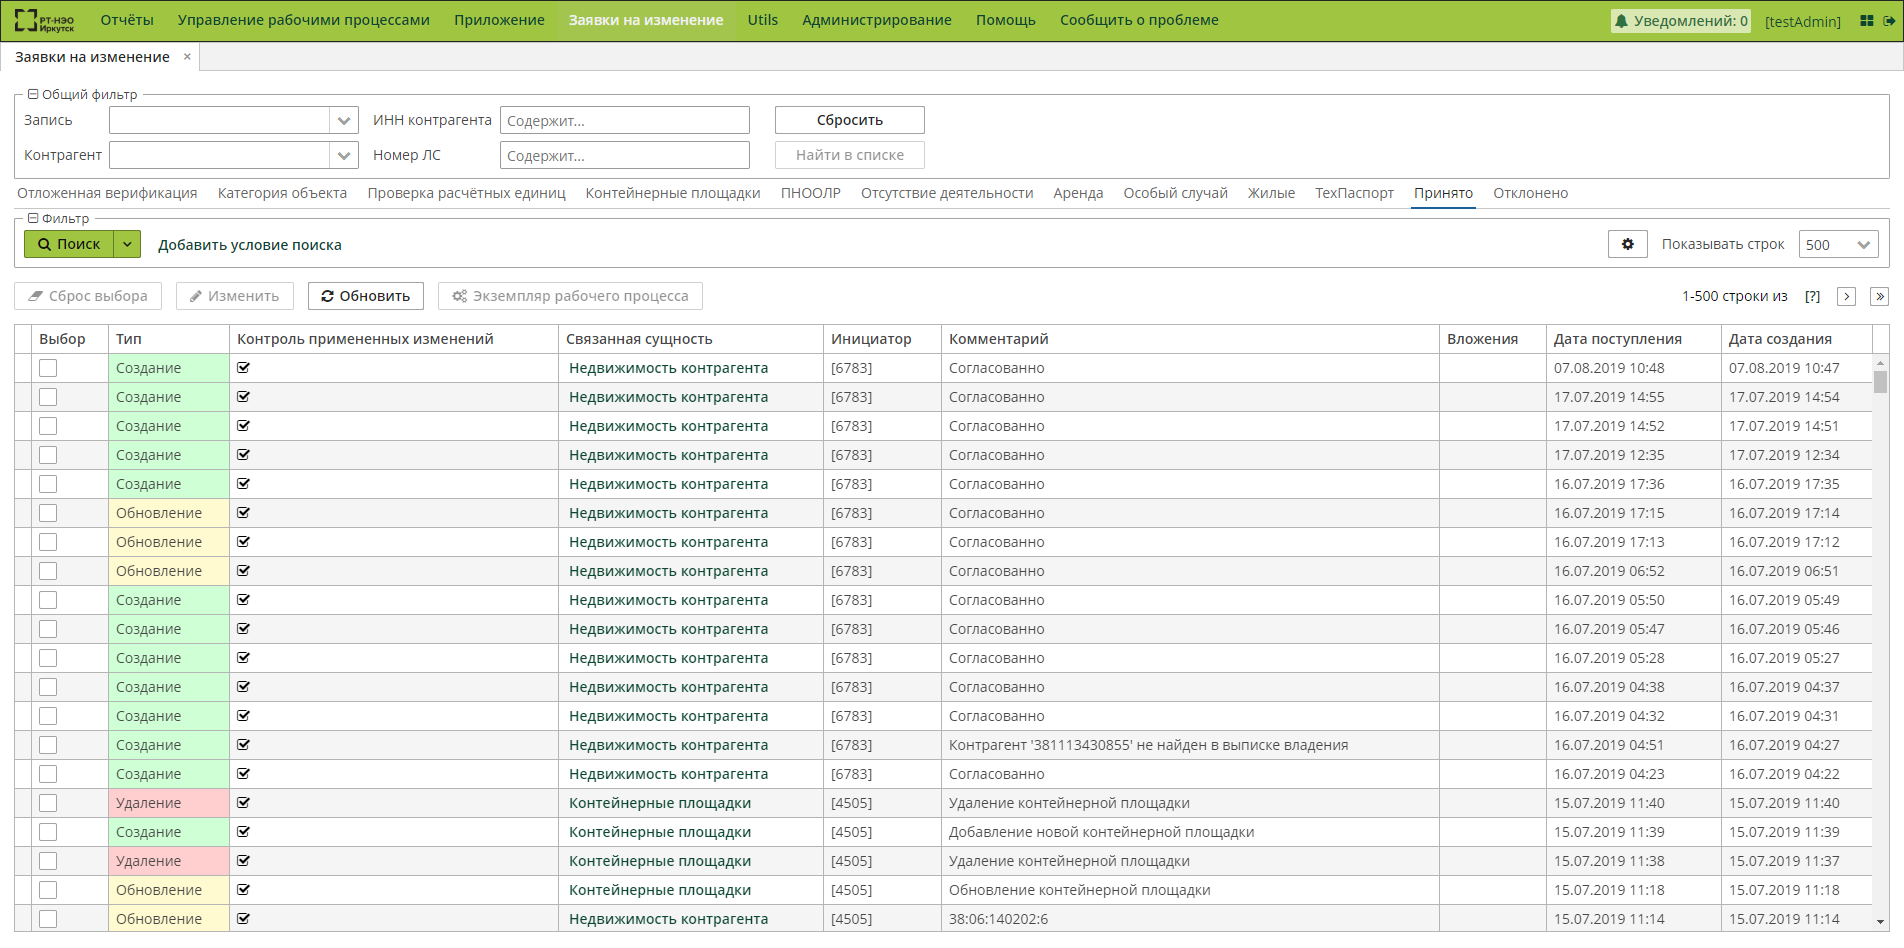 РТ-НЭО Иркутск Отчёты Управление рабочими процессами Приложение Заявки на изменение Utils Администрирование Помощь Сообщить о проблеме Уведомлений: 0 [testAdmin]
Заявки на изменение ×
Общий фильтр
Запись ИНН контрагента Содержит... Сбросить
Контрагент Номер ЛС Содержит... Найти в списке
Отложенная верификация Категория объекта Проверка расчётных единиц Контейнерные площадки ПНООЛР Отсутствие деятельности Аренда Особый случай Жилые ТехПаспорт Принято Отклонено
Фильтр
Поиск Добавить условие поиска Показывать строк 500
Сброс выбора Изменить Обновить Экземпляр рабочего процесса 1-500 строки из [?]
Выбор Тип Контроль примененных изменений Связанная сущность Инициатор Комментарий Вложения Дата поступления Дата создания
Создание Недвижимость контрагента [6783] Согласованно 07.08.2019 10:48 07.08.2019 10:47
Создание Недвижимость контрагента [6783] Согласованно 17.07.2019 14:55 17.07.2019 14:54
Создание Недвижимость контрагента [6783] Согласованно 17.07.2019 14:52 17.07.2019 14:51
Создание Недвижимость контрагента [6783] Согласованно 17.07.2019 12:35 17.07.2019 12:34
Создание Недвижимость контрагента [6783] Согласованно 16.07.2019 17:36 16.07.2019 17:35
Обновление Недвижимость контрагента [6783] Согласованно 16.07.2019 17:15 16.07.2019 17:14
Обновление Недвижимость контрагента [6783] Согласованно 16.07.2019 17:13 16.07.2019 17:12
Обновление Недвижимость контрагента [6783] Согласованно 16.07.2019 06:52 16.07.2019 06:51
Создание Недвижимость контрагента [6783] Согласованно 16.07.2019 05:50 16.07.2019 05:49
Создание Недвижимость контрагента [6783] Согласованно 16.07.2019 05:47 16.07.2019 05:46
Создание Недвижимость контрагента [6783] Согласованно 16.07.2019 05:28 16.07.2019 05:27
Создание Недвижимость контрагента [6783] Согласованно 16.07.2019 04:38 16.07.2019 04:37
Создание Недвижимость контрагента [6783] Согласованно 16.07.2019 04:32 16.07.2019 04:31
Создание Недвижимость контрагента [6783] Контрагент '381113430855' не найден в выписке владения 16.07.2019 04:51 16.07.2019 04:27
Создание Недвижимость контрагента [6783] Согласованно 16.07.2019 04:23 16.07.2019 04:22
Удаление Контейнерные площадки [4505] Удаление контейнерной площадки 15.07.2019 11:40 15.07.2019 11:40
Создание Контейнерные площадки [4505] Добавление новой контейнерной площадки 15.07.2019 11:39 15.07.2019 11:39
Удаление Контейнерные площадки [4505] Удаление контейнерной площадки 15.07.2019 11:38 15.07.2019 11:37
Обновление Контейнерные площадки [4505] Обновление контейнерной площадки 15.07.2019 11:18 15.07.2019 11:18
Обновление Недвижимость контрагента [4505] 38:06:140202:6 15.07.2019 11:14 15.07.2019 11:14